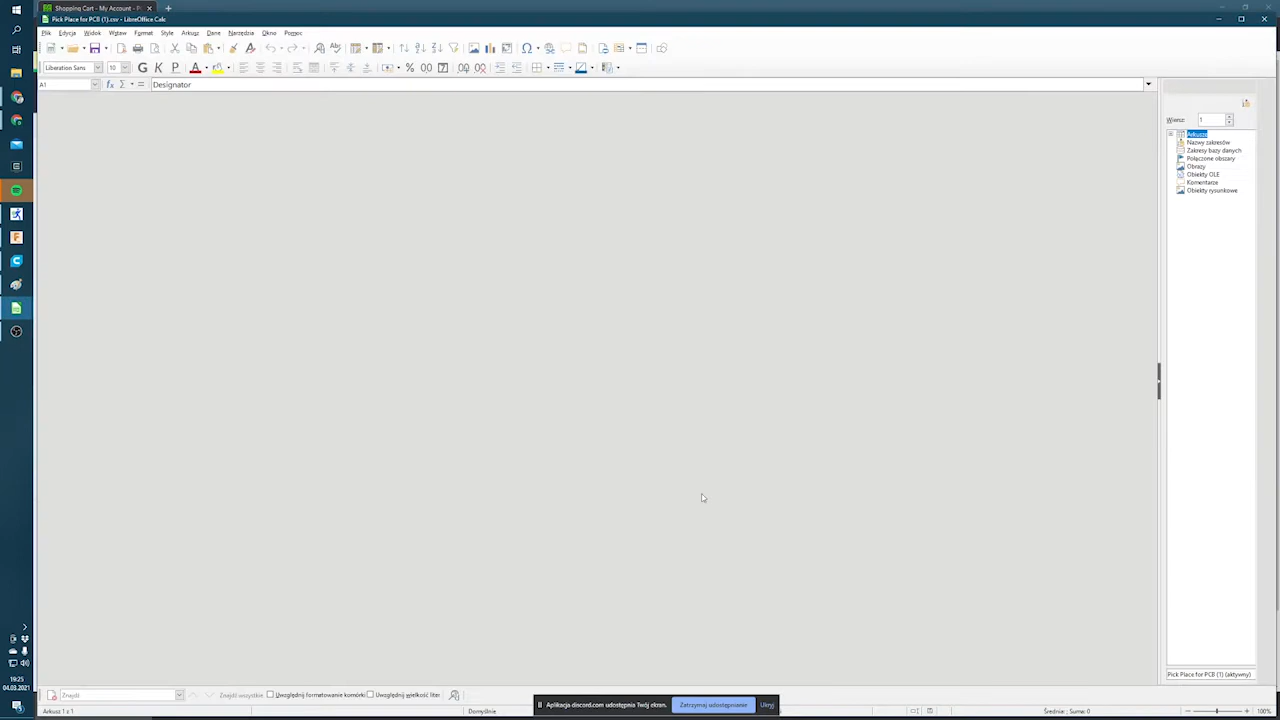 Shopping Cart - My Account - P
Pick Place for PCB (1).csv - LibreOffice Calc
Plik Edycja Widok Wstaw Format Style Arkusz Dane Narzędzia Okno Pomoc
Liberation Sans 10 G K P
A1 Designator
Wiersz: 1
Arkusze
Nazwy zakresów
Zakresy bazy danych
Połączone obszary
Obrazy
Obiekty OLE
Komentarze
Obiekty rysunkowe
Pick Place for PCB (1) (aktywny)
19:25
04.03.2021
Znajdź Znajdź wszystkie Uwzględnij formatowanie komórki Uwzględnij wielkość liter
Aplikacja discord.com udostępnia Twój ekran. Zatrzymaj udostępnianie Ukryj
Arkusz 1 z 1 Domyślnie Średnia: ; Suma: 0 100%